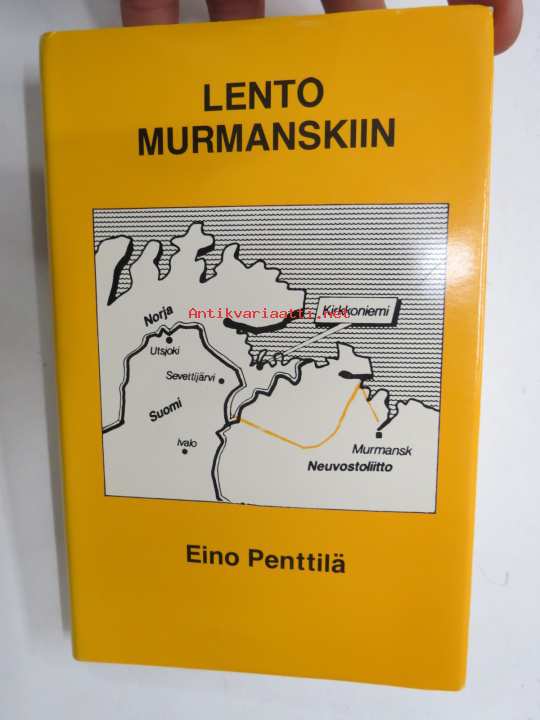 LENTO
MURMANSKIIN
Antikvariaatti.net
Kirkkoniemi
Norja
Utsjoki
Sevettijärvi
Suomi
Ivalo
Murmansk
Neuvostoliitto
Eino Penttilä